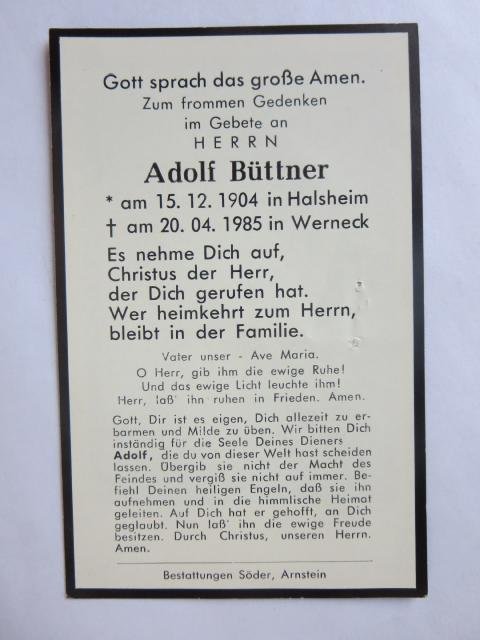 Gott sprach das große Amen.
Zum frommen Gedenken
im Gebete an
HERRN
Adolf Büttner
* am 15. 12. 1904 in Halsheim
† am 20. 04. 1985 in Werneck
Es nehme Dich auf,
Christus der Herr,
der Dich gerufen hat.
Wer heimkehrt zum Herrn,
bleibt in der Familie.
Vater unser - Ave Maria.
O Herr, gib ihm die ewige Ruhe!
Und das ewige Licht leuchte ihm!
Herr, laß' ihn ruhen in Frieden. Amen.
Gott, Dir ist es eigen, Dich allezeit zu er-
barmen und Milde zu üben. Wir bitten Dich
inständig für die Seele Deines Dieners
Adolf, die du von dieser Welt hast scheiden
lassen. Übergib sie nicht der Macht des
Feindes und vergiß sie nicht auf immer. Be-
fiehl Deinen heiligen Engeln, daß sie ihn
aufnehmen und in die himmlische Heimat
geleiten. Auf Dich hat er gehofft, an Dich
geglaubt. Nun laß' ihn die ewige Freude
besitzen. Durch Christus, unseren Herrn.
Amen.
Bestattungen Söder, Arnstein